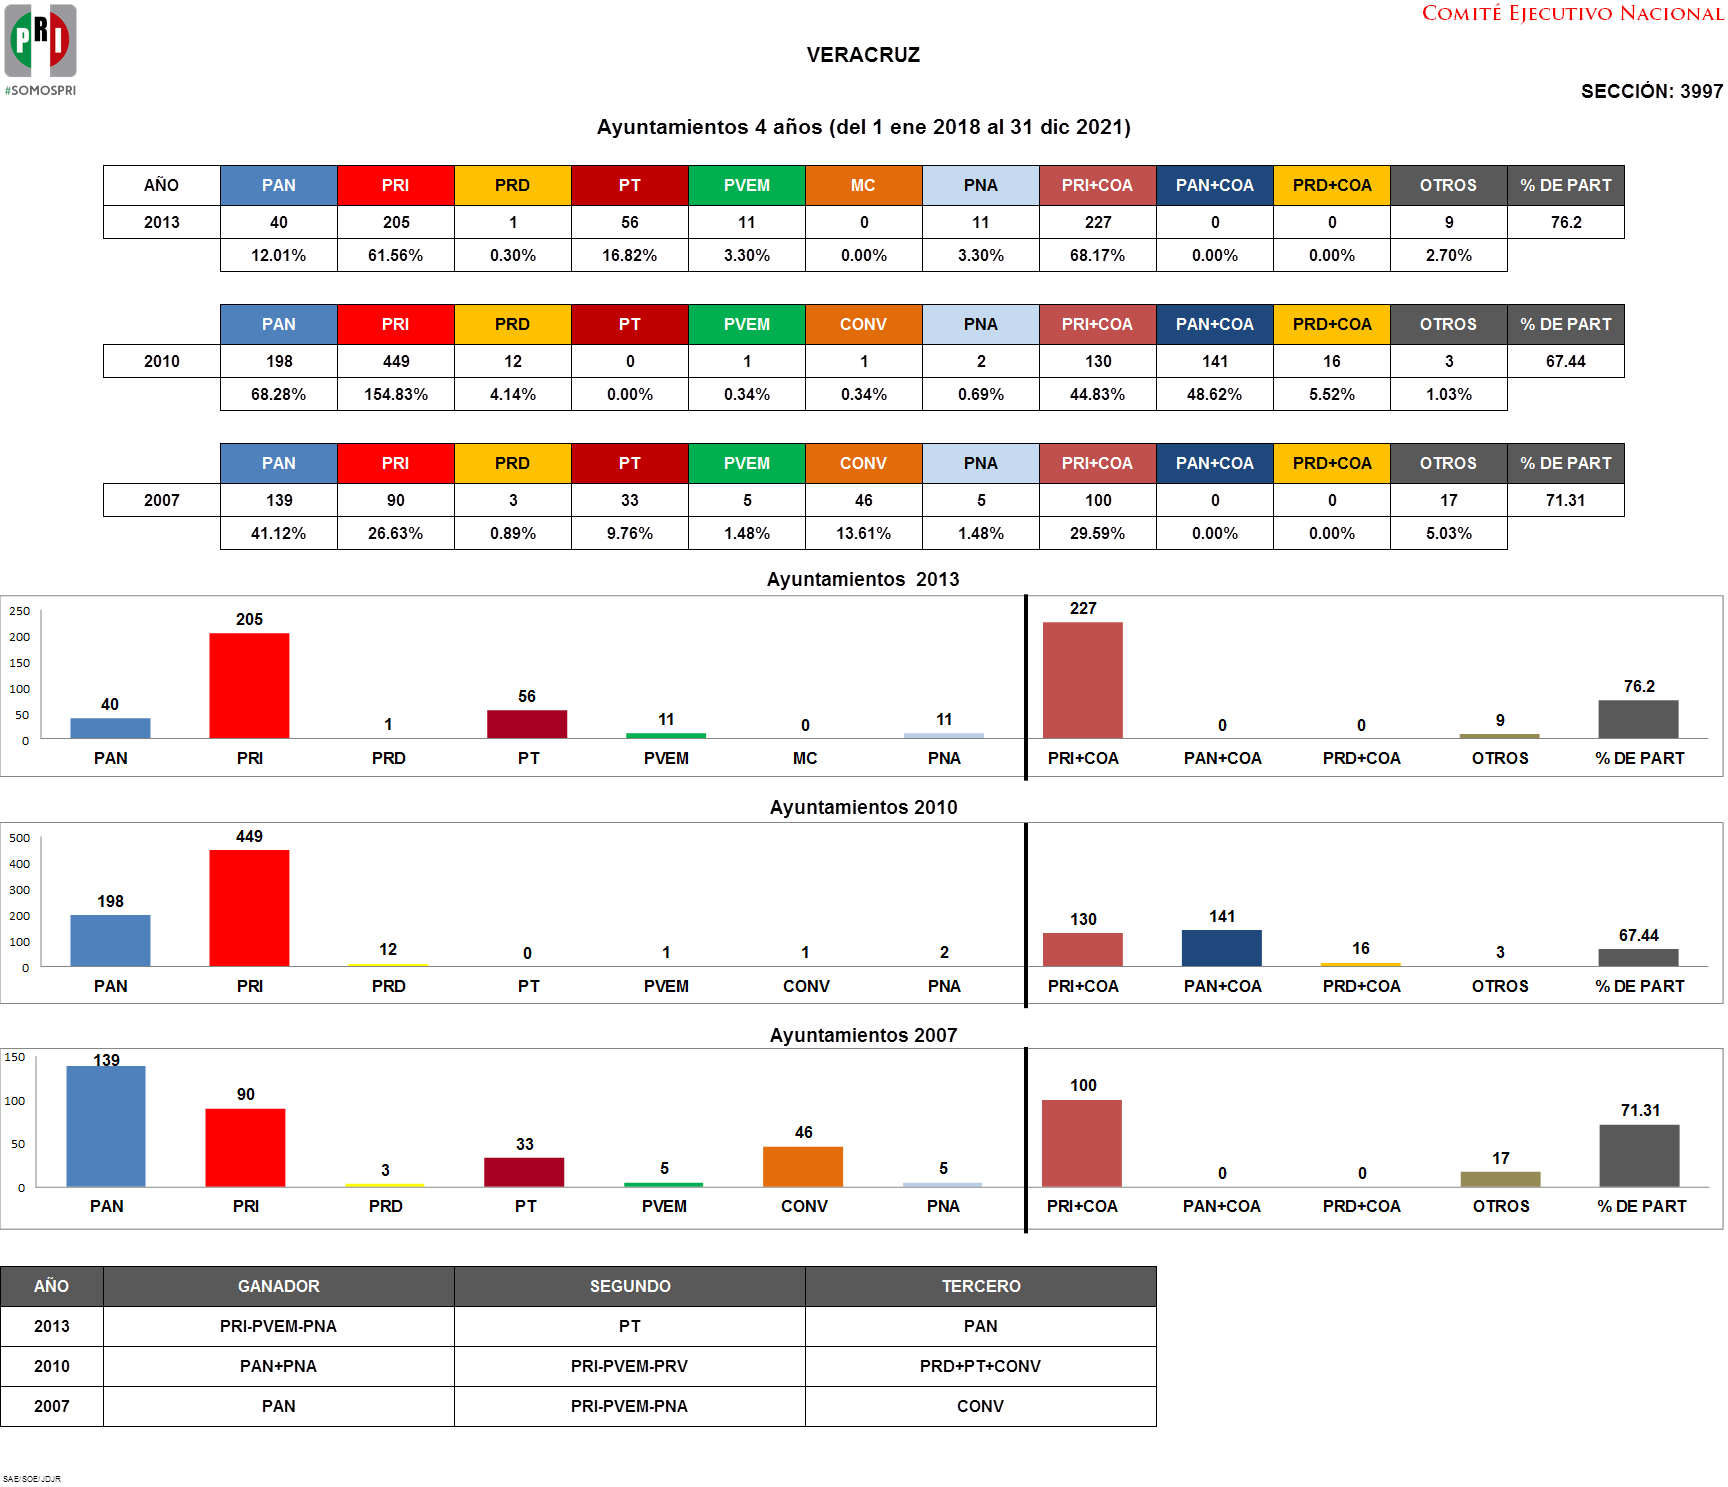 PRI
#SOMOSPRI
COMITÉ EJECUTIVO NACIONAL
VERACRUZ
SECCIÓN: 3997
Ayuntamientos 4 años (del 1 ene 2018 al 31 dic 2021)
AÑO PAN PRI PRD PT PVEM MC PNA PRI+COA PAN+COA PRD+COA OTROS % DE PART
2013 40 205 1 56 11 0 11 227 0 0 9 76.2
12.01% 61.56% 0.30% 16.82% 3.30% 0.00% 3.30% 68.17% 0.00% 0.00% 2.70%
PAN PRI PRD PT PVEM CONV PNA PRI+COA PAN+COA PRD+COA OTROS % DE PART
2010 198 449 12 0 1 1 2 130 141 16 3 67.44
68.28% 154.83% 4.14% 0.00% 0.34% 0.34% 0.69% 44.83% 48.62% 5.52% 1.03%
PAN PRI PRD PT PVEM CONV PNA PRI+COA PAN+COA PRD+COA OTROS % DE PART
2007 139 90 3 33 5 46 5 100 0 0 17 71.31
41.12% 26.63% 0.89% 9.76% 1.48% 13.61% 1.48% 29.59% 0.00% 0.00% 5.03%
Ayuntamientos 2013
250
200
150
100
50
0
40 205 1 56 11 0 11 227 0 0 9 76.2
PAN PRI PRD PT PVEM MC PNA PRI+COA PAN+COA PRD+COA OTROS % DE PART
Ayuntamientos 2010
500
400
300
200
100
0
198 449 12 0 1 1 2 130 141 16 3 67.44
PAN PRI PRD PT PVEM CONV PNA PRI+COA PAN+COA PRD+COA OTROS % DE PART
Ayuntamientos 2007
150
100
50
0
139 90 3 33 5 46 5 100 0 0 17 71.31
PAN PRI PRD PT PVEM CONV PNA PRI+COA PAN+COA PRD+COA OTROS % DE PART
AÑO GANADOR SEGUNDO TERCERO
2013 PRI-PVEM-PNA PT PAN
2010 PAN+PNA PRI-PVEM-PRV PRD+PT+CONV
2007 PAN PRI-PVEM-PNA CONV
SAE/SOE/JDJR